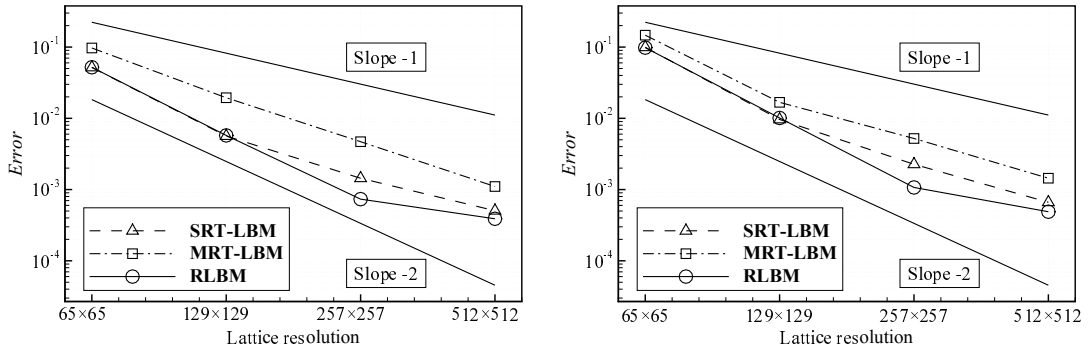 Error
10⁻¹
10⁻²
10⁻³
10⁻⁴
Slope -1
Slope -2
SRT-LBM
MRT-LBM
RLBM
65×65 129×129 257×257 512×512
Lattice resolution
Error
10⁻¹
10⁻²
10⁻³
10⁻⁴
Slope -1
Slope -2
SRT-LBM
MRT-LBM
RLBM
65×65 129×129 257×257 512×512
Lattice resolution